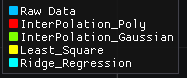 Raw Data
InterPolation_Poly
InterPolation_Gaussian
Least_Square
Ridge_Regression